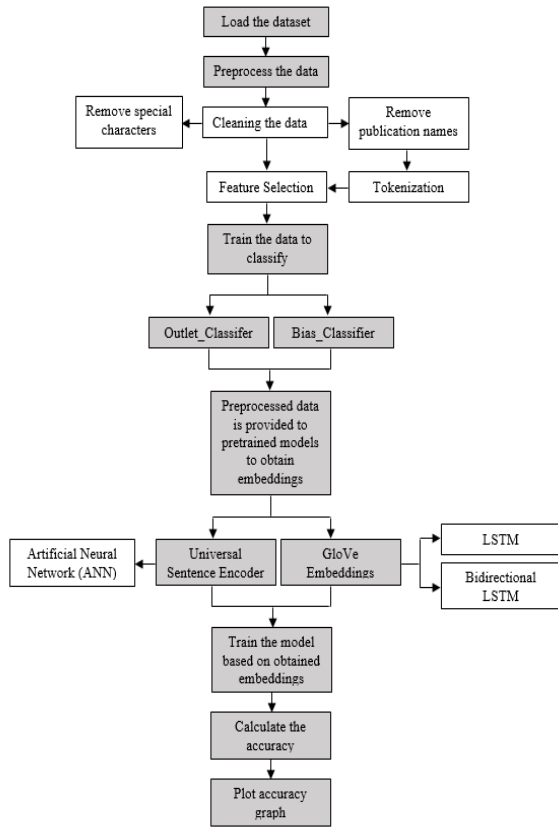 Load the dataset
Preprocess the data
Remove special
characters
Cleaning the data
Remove
publication names
Feature Selection
Tokenization
Train the data to
classify
Outlet_Classifer
Bias_Classifier
Preprocessed data
is provided to
pretrained models
to obtain
embeddings
Artificial Neural
Network (ANN)
Universal
Sentence Encoder
GloVe
Embeddings
LSTM
Bidirectional
LSTM
Train the model
based on obtained
embeddings
Calculate the
accuracy
Plot accuracy
graph